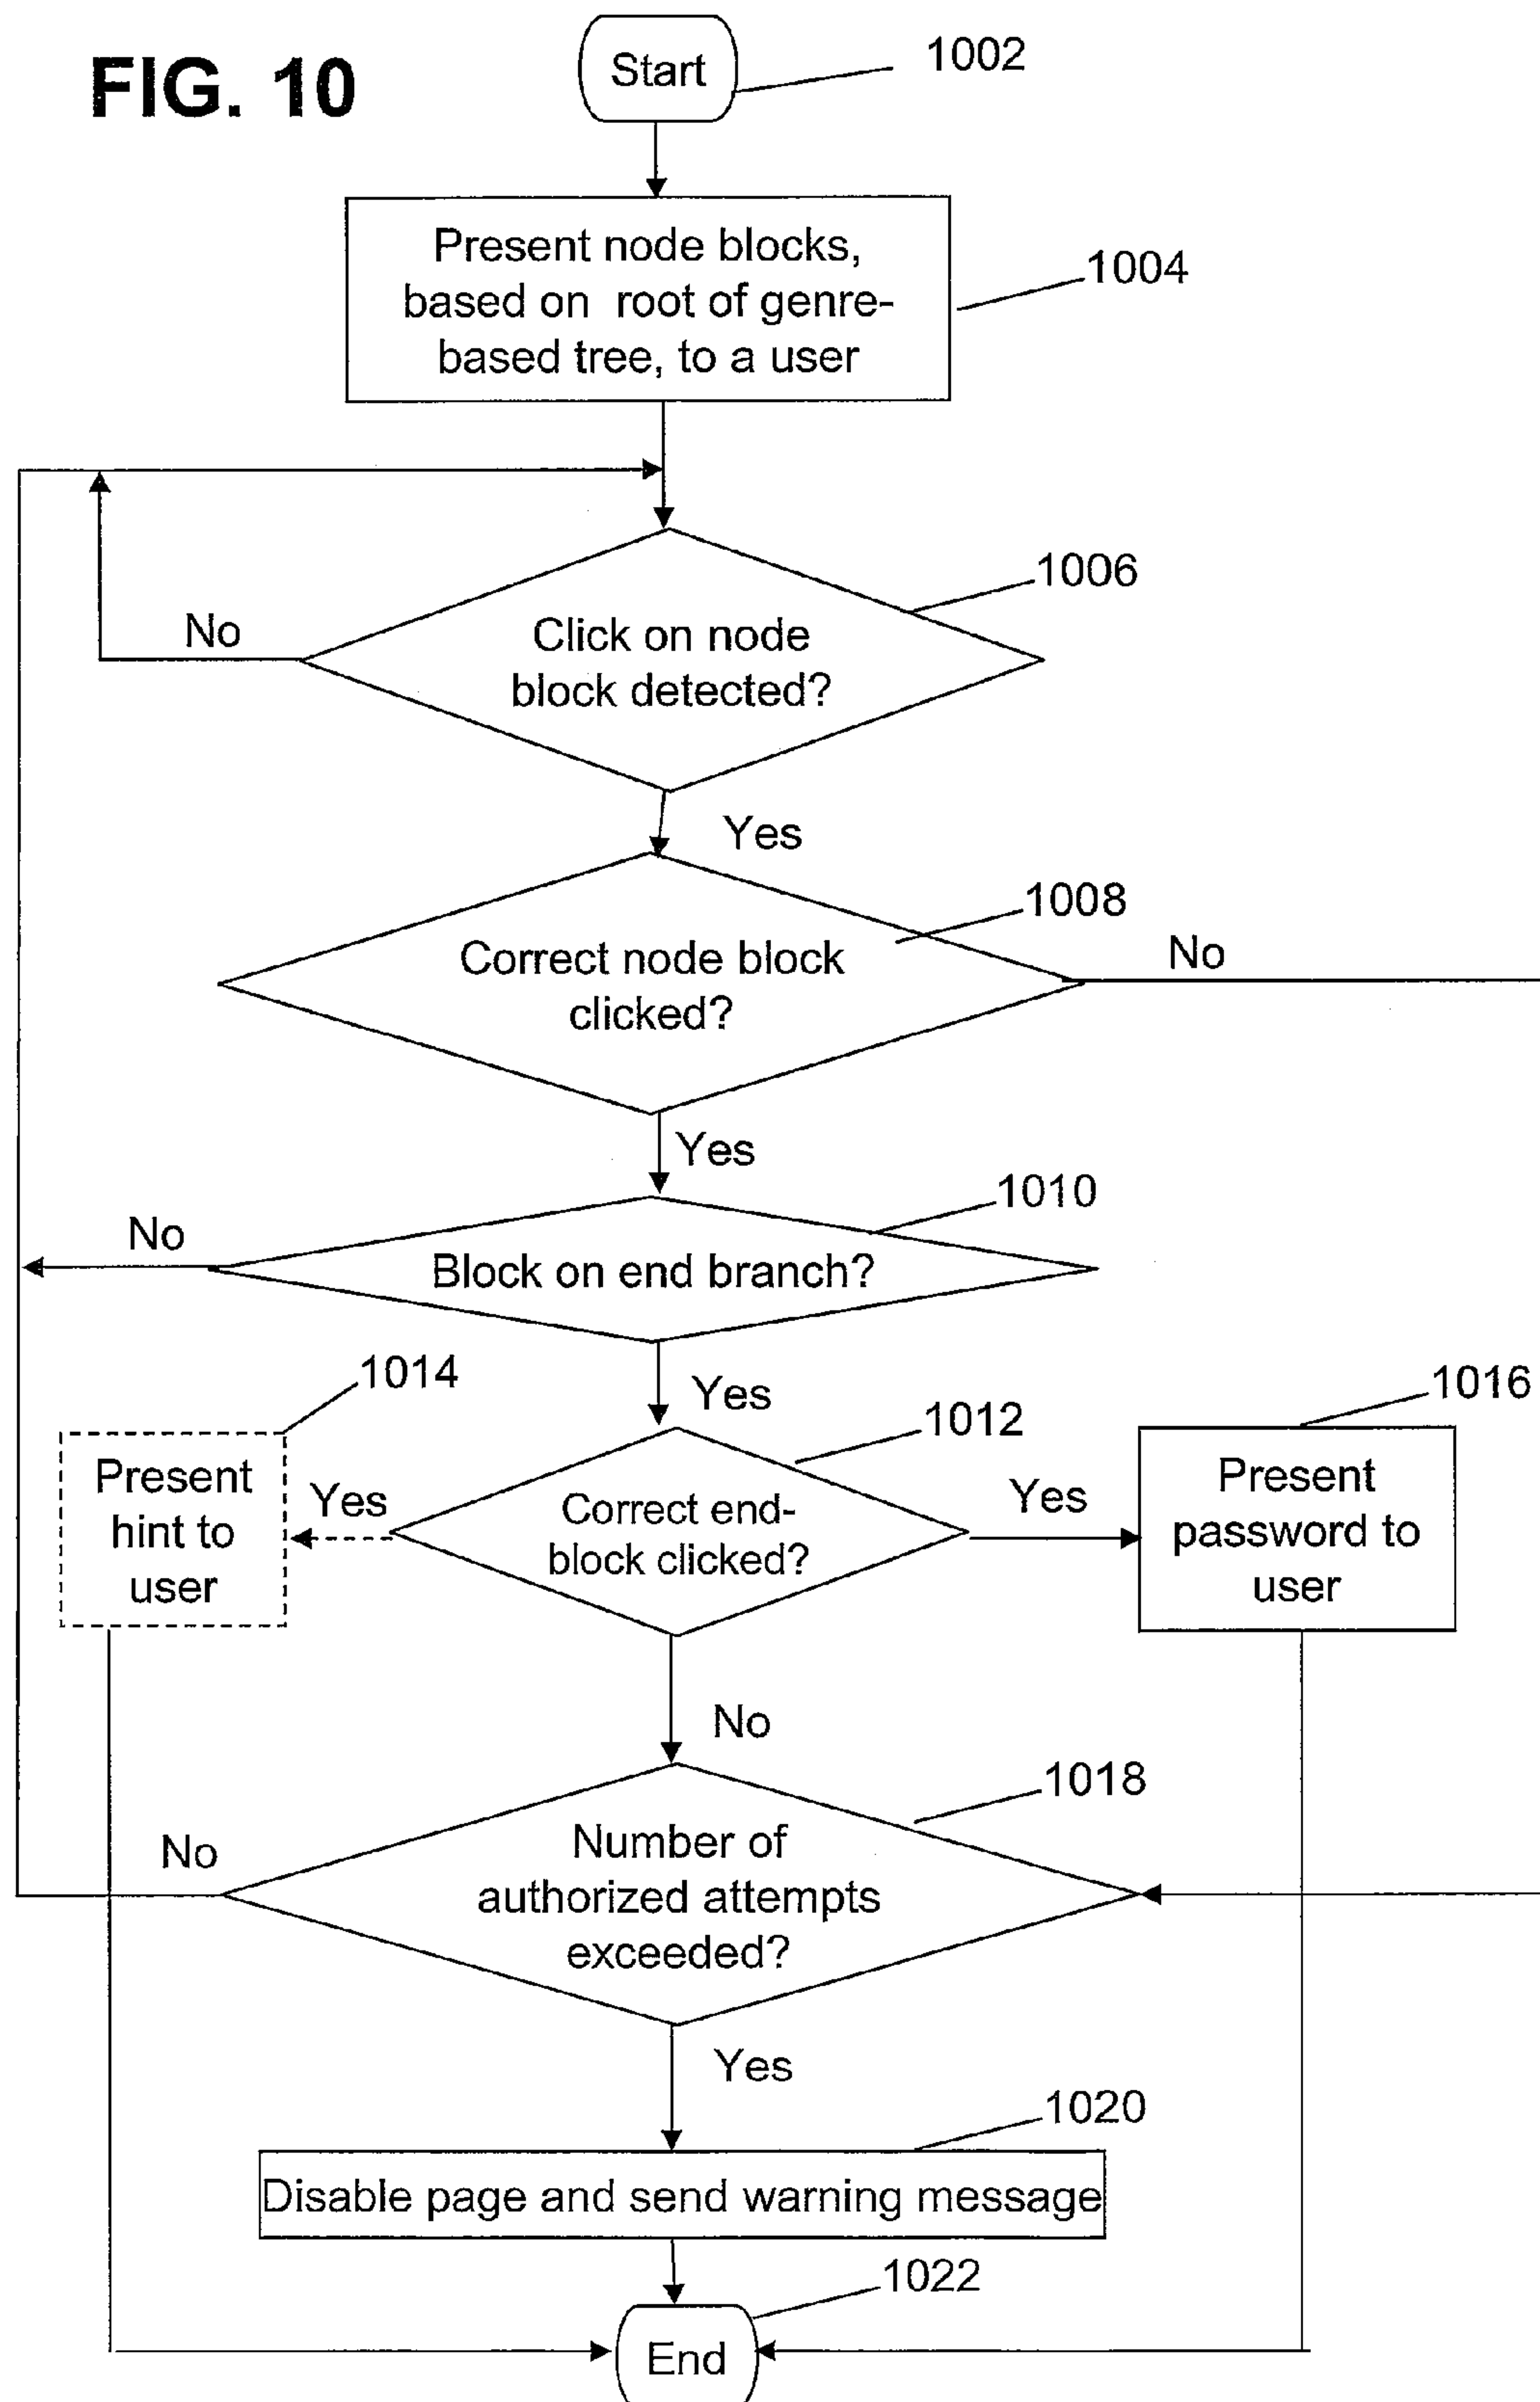 FIG. 10
Start
1002
Present node blocks,
based on root of genre-
based tree, to a user
1004
Click on node
block detected?
1006
No
Yes
Correct node block
clicked?
1008
No
Yes
Block on end branch?
1010
No
Yes
1014
Present
hint to
user
Yes
Correct end-
block clicked?
1012
Yes
1016
Present
password to
user
No
Number of
authorized attempts
exceeded?
1018
No
Yes
1020
Disable page and send warning message
1022
End